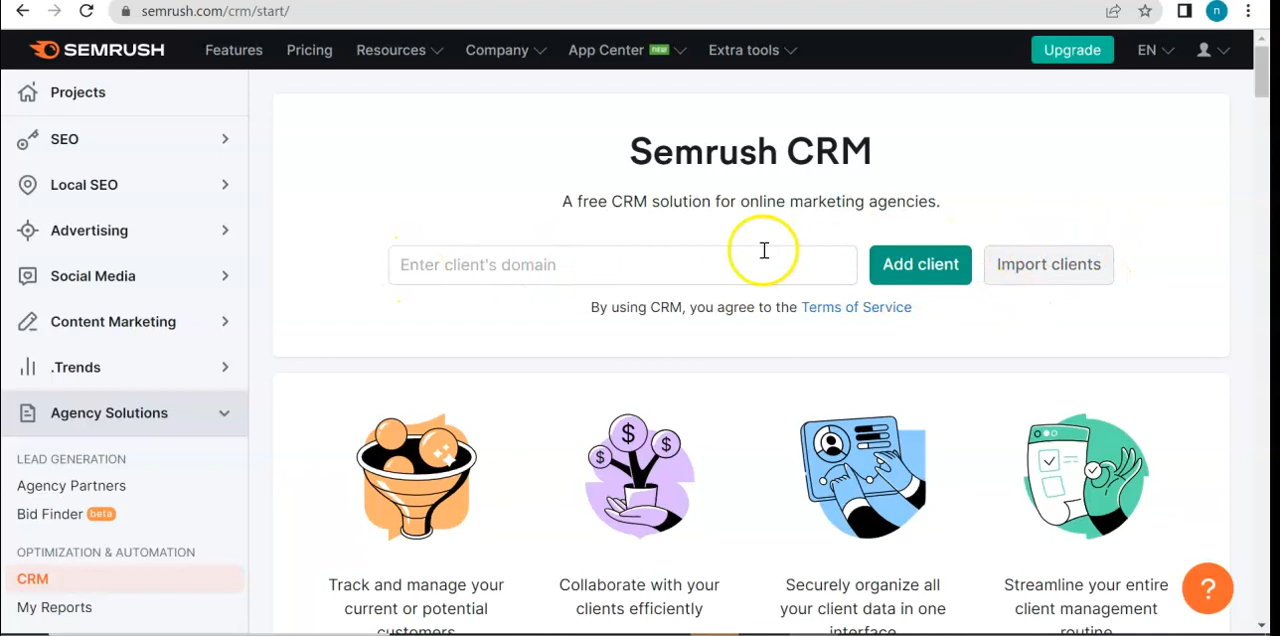 semrush.com/crm/start/
n
SEMRUSH Features Pricing Resources Company App Center new Extra tools Upgrade EN
Projects
SEO
Local SEO
Advertising
Social Media
Content Marketing
.Trends
Agency Solutions
LEAD GENERATION
Agency Partners
Bid Finder beta
OPTIMIZATION & AUTOMATION
CRM
My Reports
Semrush CRM
A free CRM solution for online marketing agencies.
Enter client's domain Add client Import clients
By using CRM, you agree to the Terms of Service
$ $ $
Track and manage your
current or potential
customers
Collaborate with your
clients efficiently
Securely organize all
your client data in one
interface
Streamline your entire
client management
routine
?